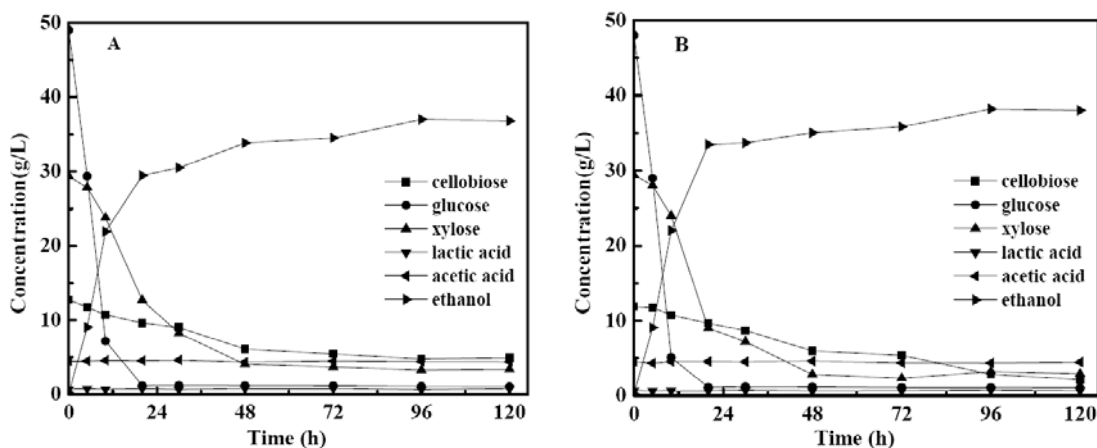 A
50
40
30
20
10
0
Concentration(g/L)
cellobiose
glucose
xylose
lactic acid
acetic acid
ethanol
0 24 48 72 96 120
Time (h)
B
50
40
30
20
10
0
Concentration(g/L)
cellobiose
glucose
xylose
lactic acid
acetic acid
ethanol
0 24 48 72 96 120
Time (h)